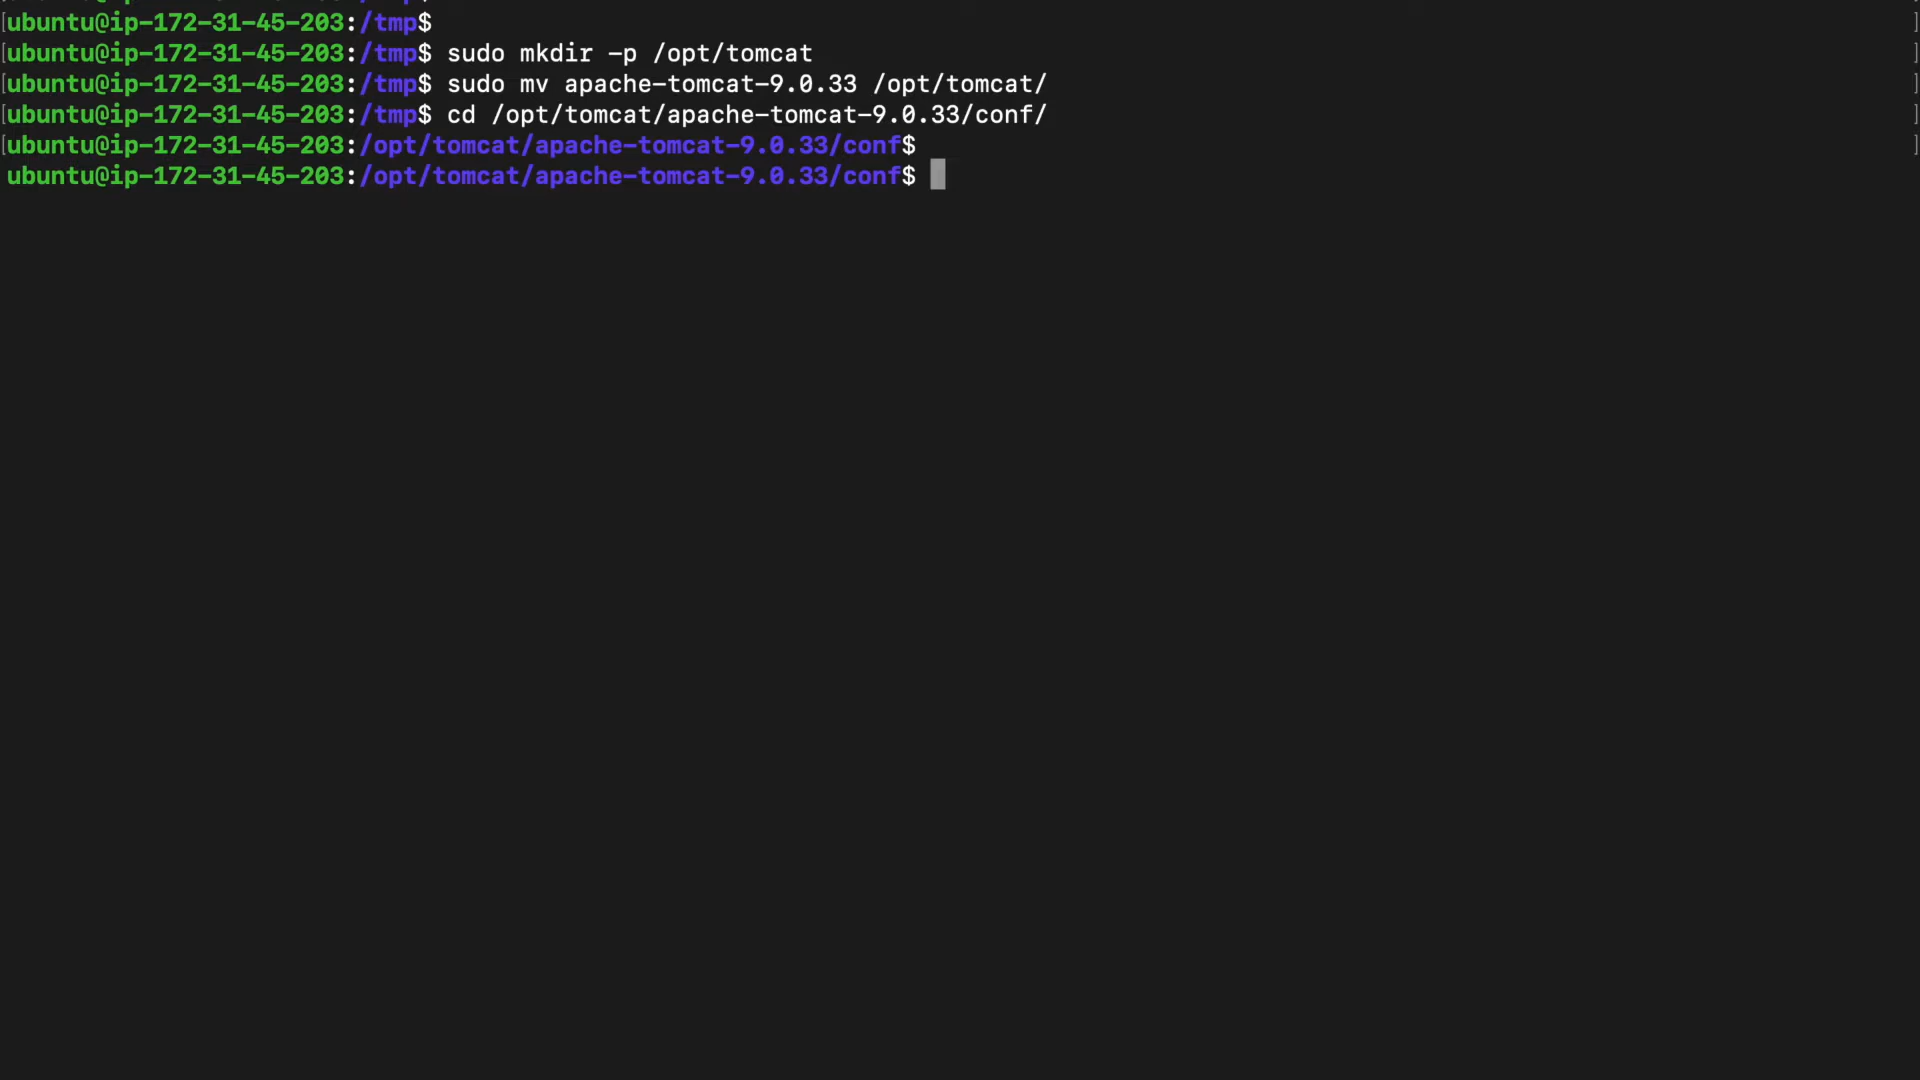 [ubuntu@ip-172-31-45-203:/tmp$ ]
[ubuntu@ip-172-31-45-203:/tmp$ sudo mkdir -p /opt/tomcat ]
[ubuntu@ip-172-31-45-203:/tmp$ sudo mv apache-tomcat-9.0.33 /opt/tomcat/ ]
[ubuntu@ip-172-31-45-203:/tmp$ cd /opt/tomcat/apache-tomcat-9.0.33/conf/ ]
[ubuntu@ip-172-31-45-203:/opt/tomcat/apache-tomcat-9.0.33/conf$ ]
ubuntu@ip-172-31-45-203:/opt/tomcat/apache-tomcat-9.0.33/conf$